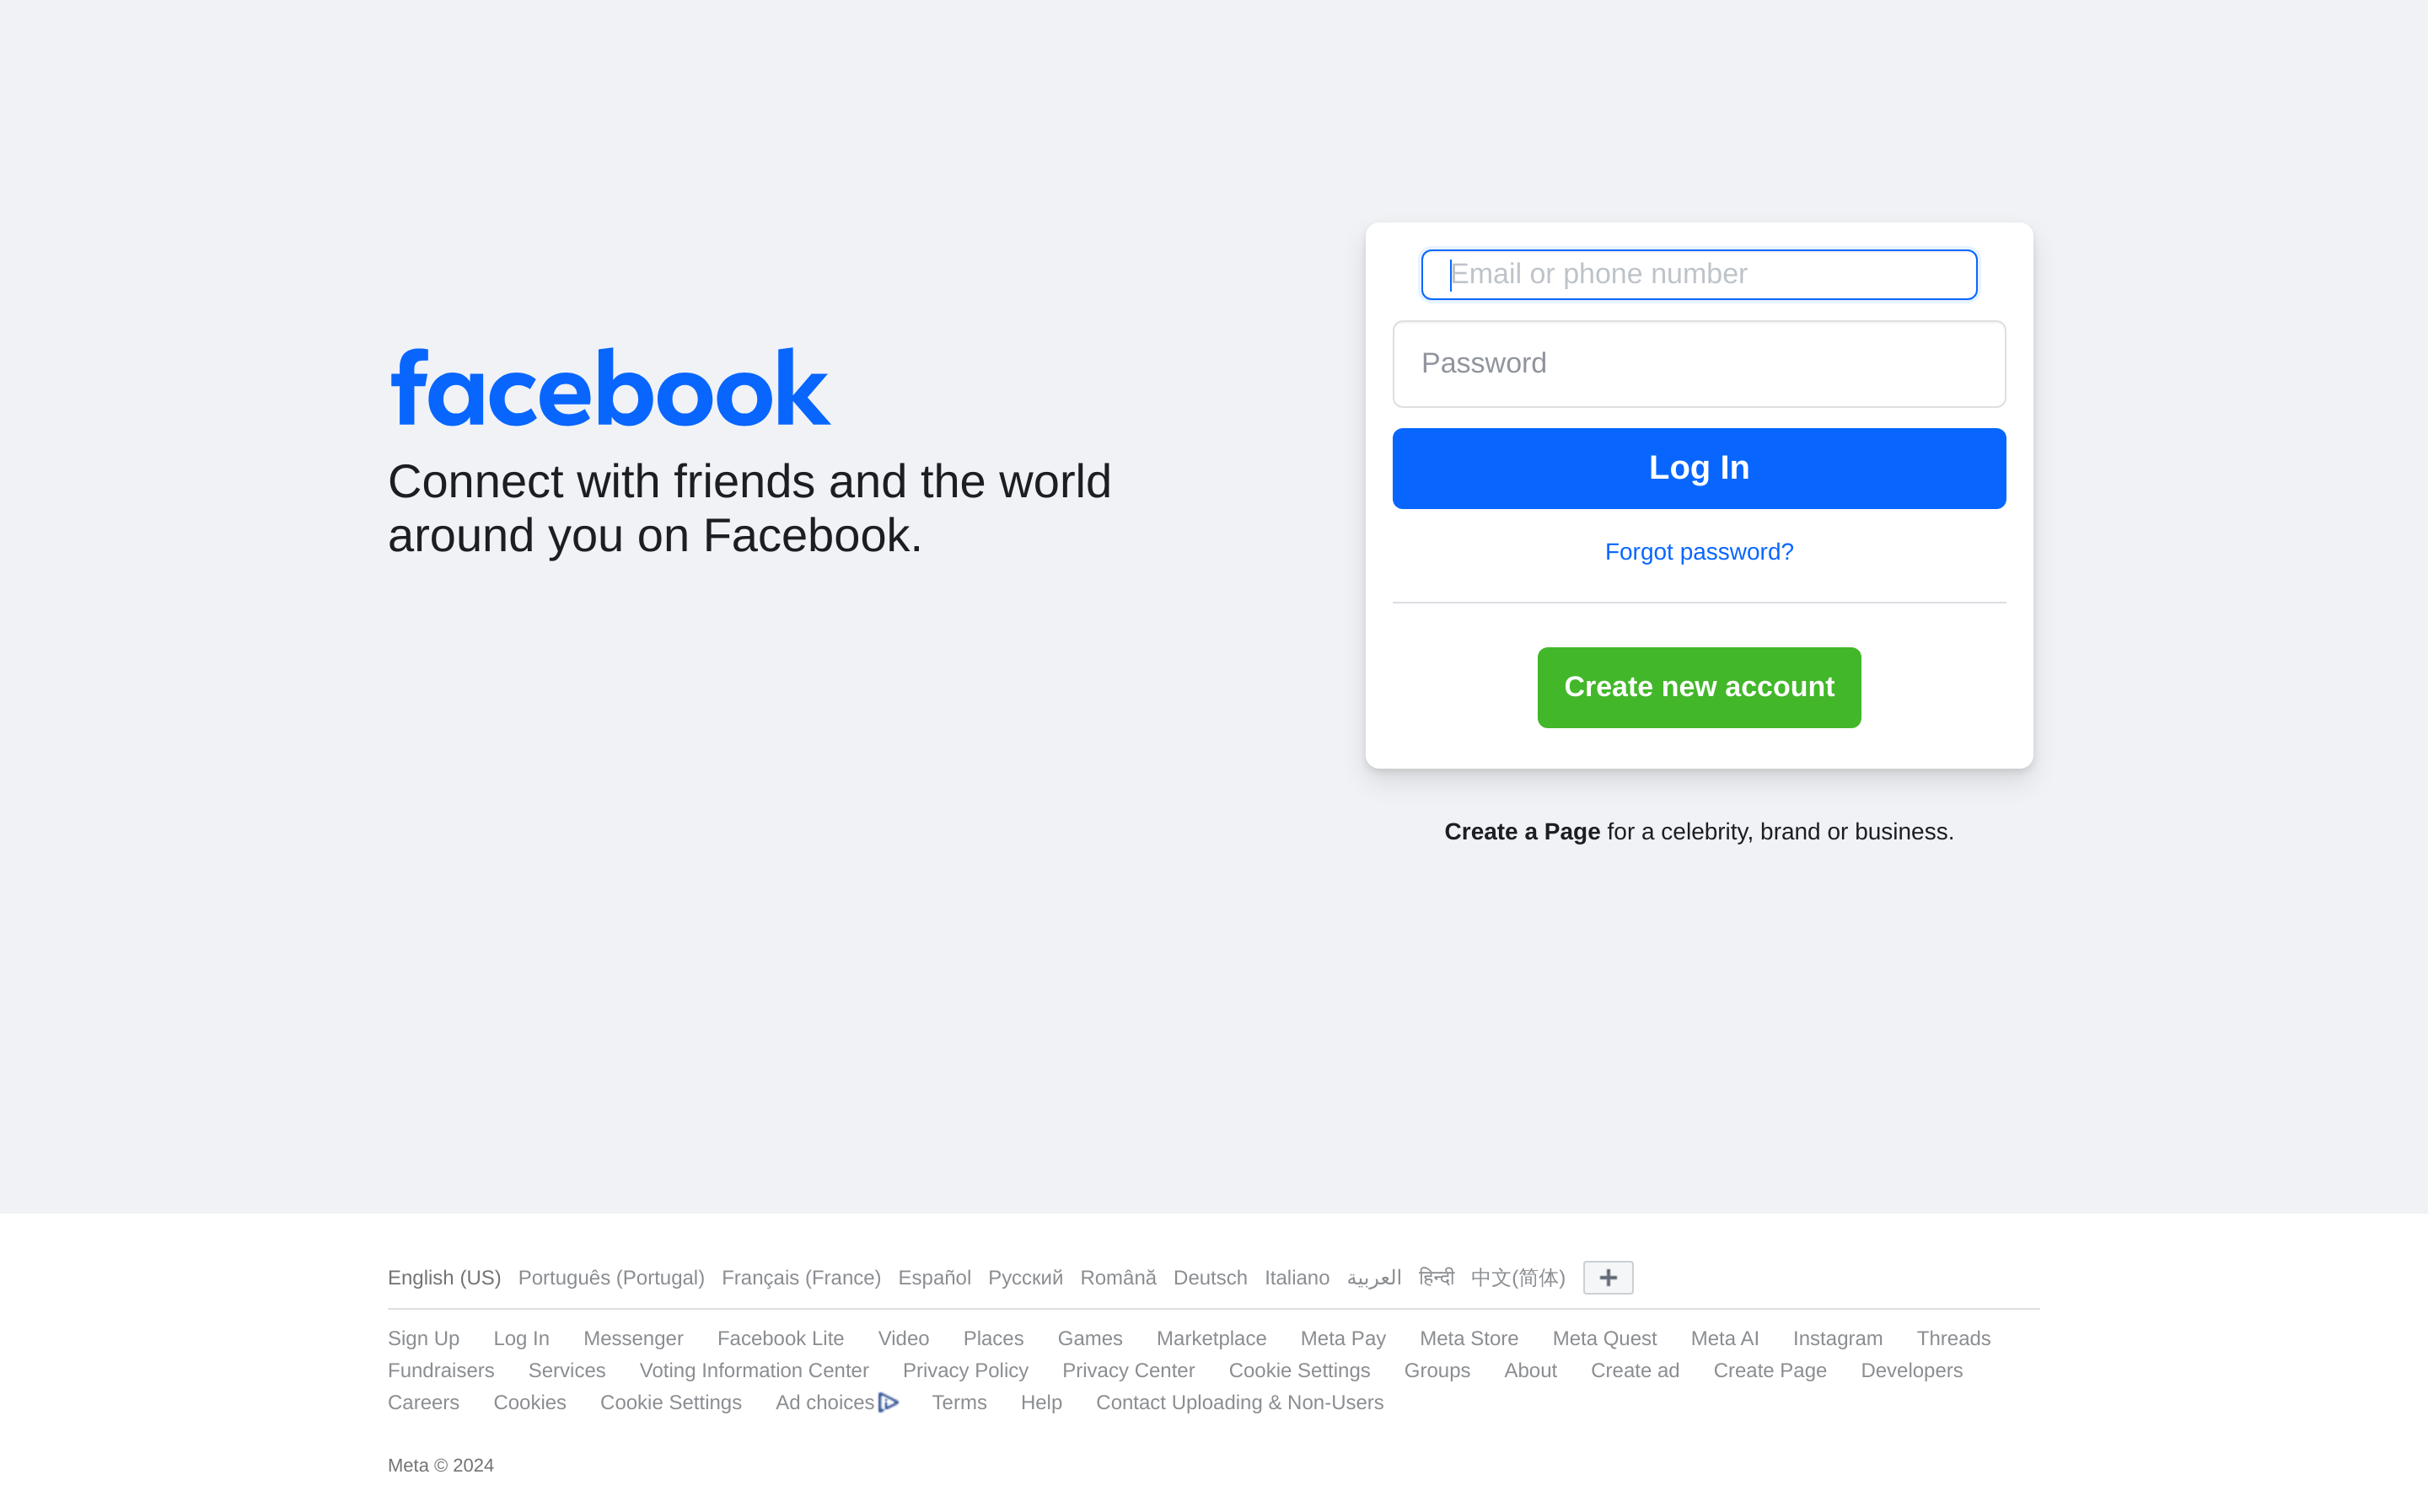 facebook
Connect with friends and the world
around you on Facebook.
Email or phone number
Password
Log In
Forgot password?
Create new account
Create a Page for a celebrity, brand or business.
English (US) Português (Portugal) Français (France) Español Русский Română Deutsch Italiano العربية हिन्दी 中文(简体)
Sign Up Log In Messenger Facebook Lite Video Places Games Marketplace Meta Pay Meta Store Meta Quest Meta AI Instagram Threads
Fundraisers Services Voting Information Center Privacy Policy Privacy Center Cookie Settings Groups About Create ad Create Page Developers
Careers Cookies Cookie Settings Ad choices Terms Help Contact Uploading & Non-Users
Meta © 2024